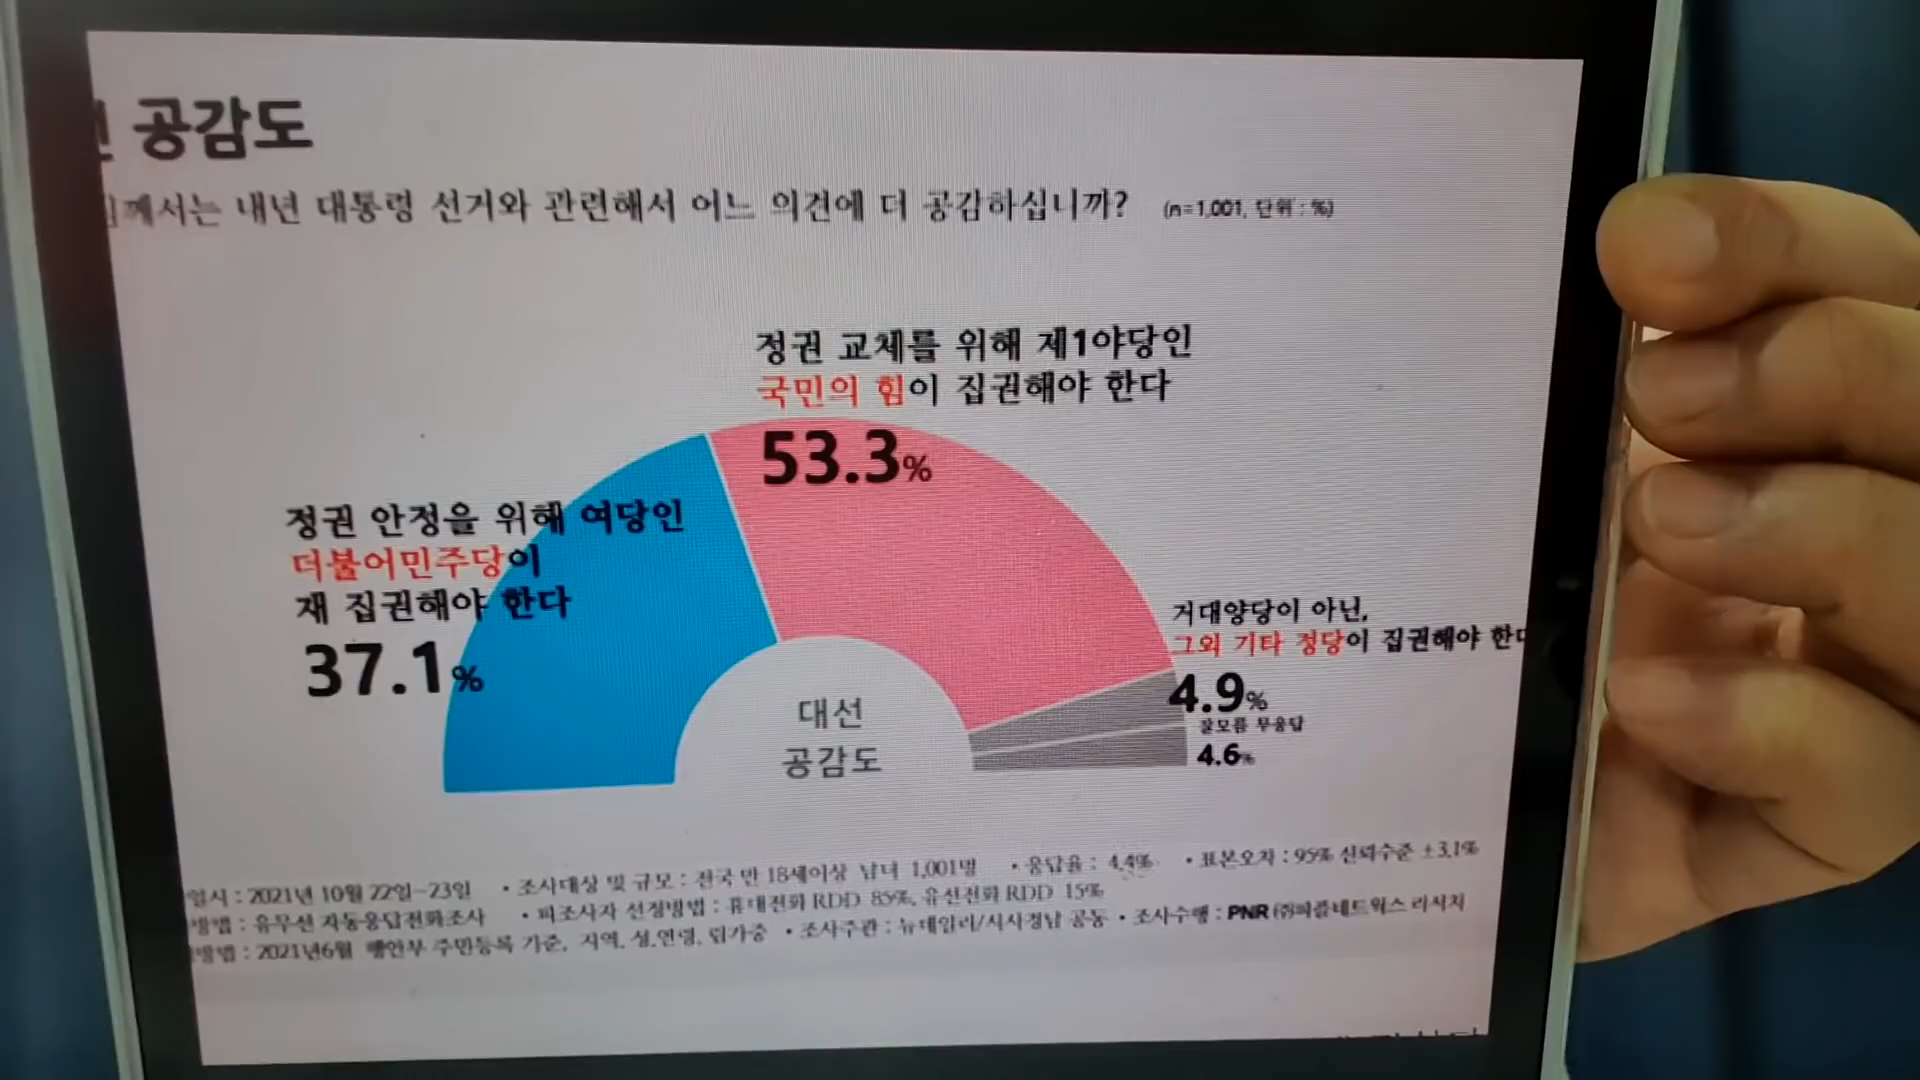 공감도
께서는 내년 대통령 선거와 관련해서 어느 의견에 더 공감하십니까? (n=1,001, 단위 : %)
정권 교체를 위해 제1야당인
국민의 힘이 집권해야 한다
53.3%
정권 안정을 위해 여당인
더불어민주당이
재 집권해야 한다
37.1%
거대양당이 아닌,
그외 기타 정당이 집권해야 한다
4.9%
잘모름 무응답
4.6%
대선
공감도
일시 : 2021년 10월 22일~23일 • 조사대상 및 규모 : 전국 만 18세이상 남녀 1,001명 • 응답율 : 4.4% • 표본오차 : 95% 신뢰수준 ±3.1%
방법 : 유무선 자동응답전화조사 • 피조사자 선정방법 : 휴대전화 RDD 85%, 유선전화 RDD 15%
방법 : 2021년6월 행안부 주민등록 기준, 지역, 성,연령, 림가중 • 조사주관 : 뉴데일리/시사경남 공동 • 조사수행 : PNR (주)피플네트웍스 리서치